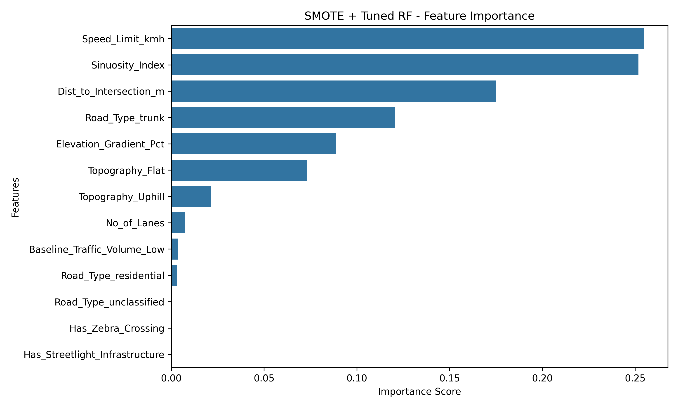 SMOTE + Tuned RF - Feature Importance
Speed_Limit_kmh
Sinuosity_Index
Dist_to_Intersection_m
Road_Type_trunk
Elevation_Gradient_Pct
Topography_Flat
Topography_Uphill
No_of_Lanes
Baseline_Traffic_Volume_Low
Road_Type_residential
Road_Type_unclassified
Has_Zebra_Crossing
Has_Streetlight_Infrastructure
Features
0.00 0.05 0.10 0.15 0.20 0.25
Importance Score